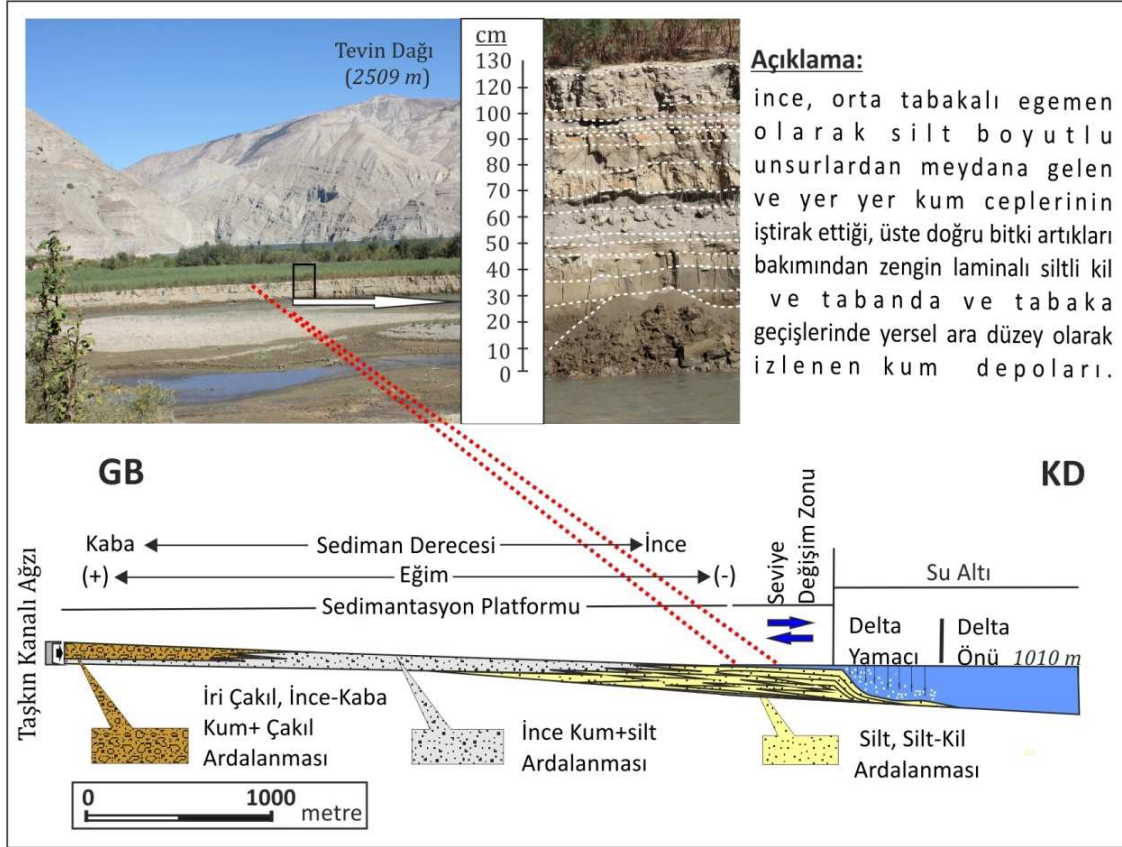 Tevin Dağı
(2509 m)
cm
130
120
110
100
90
80
70
60
50
40
30
20
10
0
Açıklama:
ince, orta tabakalı egemen
olarak silt boyutlu
unsurlardan meydana gelen
ve yer yer kum ceplerinin
iştirak ettiği, üste doğru bitki artıkları
bakımından zengin laminalı siltli kil
ve tabanda ve tabaka
geçişlerinde yersel ara düzey olarak
izlenen kum depoları.
GB
KD
Kaba
Sediman Derecesi
İnce
(+)
Eğim
(-)
Sedimantasyon Platformu
Seviye
Değişim Zonu
Su Altı
Delta
Yamacı
Delta
Önü
1010 m
Taşkın Kanalı Ağzı
İri Çakıl, İnce-Kaba
Kum+ Çakıl
Ardalanması
İnce Kum+silt
Ardalanması
Silt, Silt-Kil
Ardalanması
0
1000
metre